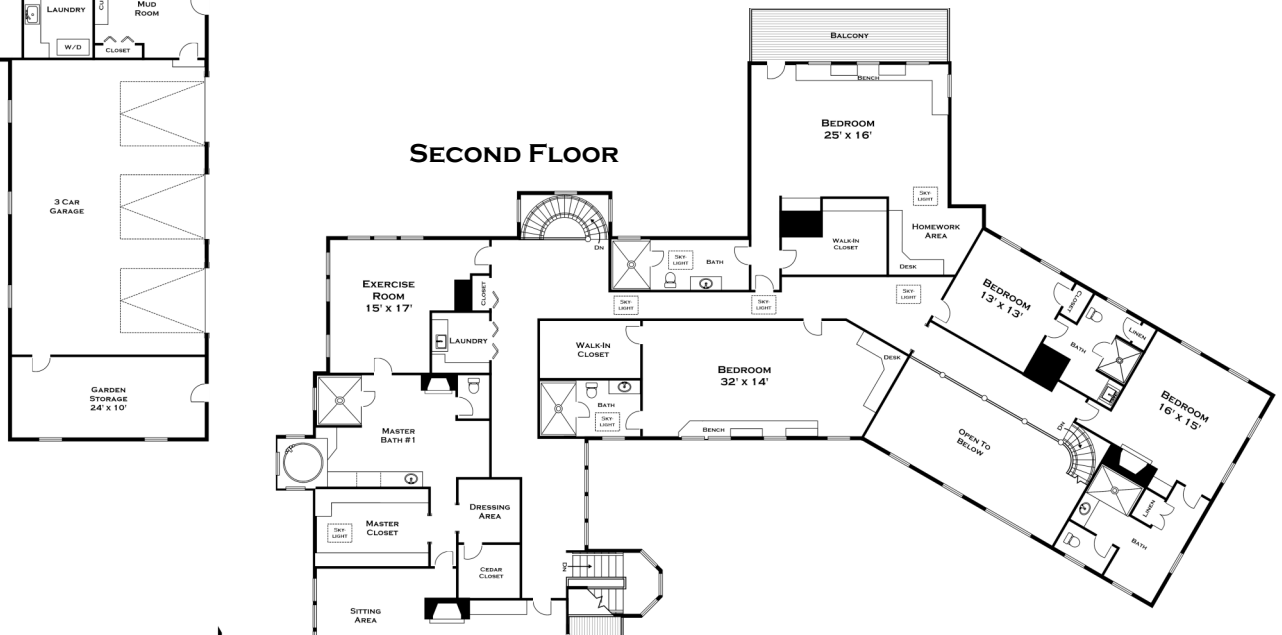 LAUNDRY
CU
MUD
ROOM
W/D
CLOSET
3 CAR
GARAGE
GARDEN
STORAGE
24' X 10'
SECOND FLOOR
BALCONY
BENCH
BEDROOM
25' X 16'
SKY-
LIGHT
HOMEWORK
AREA
WALK-IN
CLOSET
DESK
DN
SKY-
LIGHT
BATH
EXERCISE
ROOM
15' X 17'
CLOSET
SKY-
LIGHT
SKY-
LIGHT
SKY-
LIGHT
BEDROOM
13' X 13'
CLOSET
LINEN
BATH
LAUNDRY
WALK-IN
CLOSET
BEDROOM
32' X 14'
DESK
BATH
SKY-
LIGHT
BENCH
BEDROOM
16' X 15'
MASTER
BATH #1
OPEN TO
BELOW
DN
LINEN
BATH
DRESSING
AREA
MASTER
CLOSET
SKY-
LIGHT
CEDAR
CLOSET
DN
SITTING
AREA